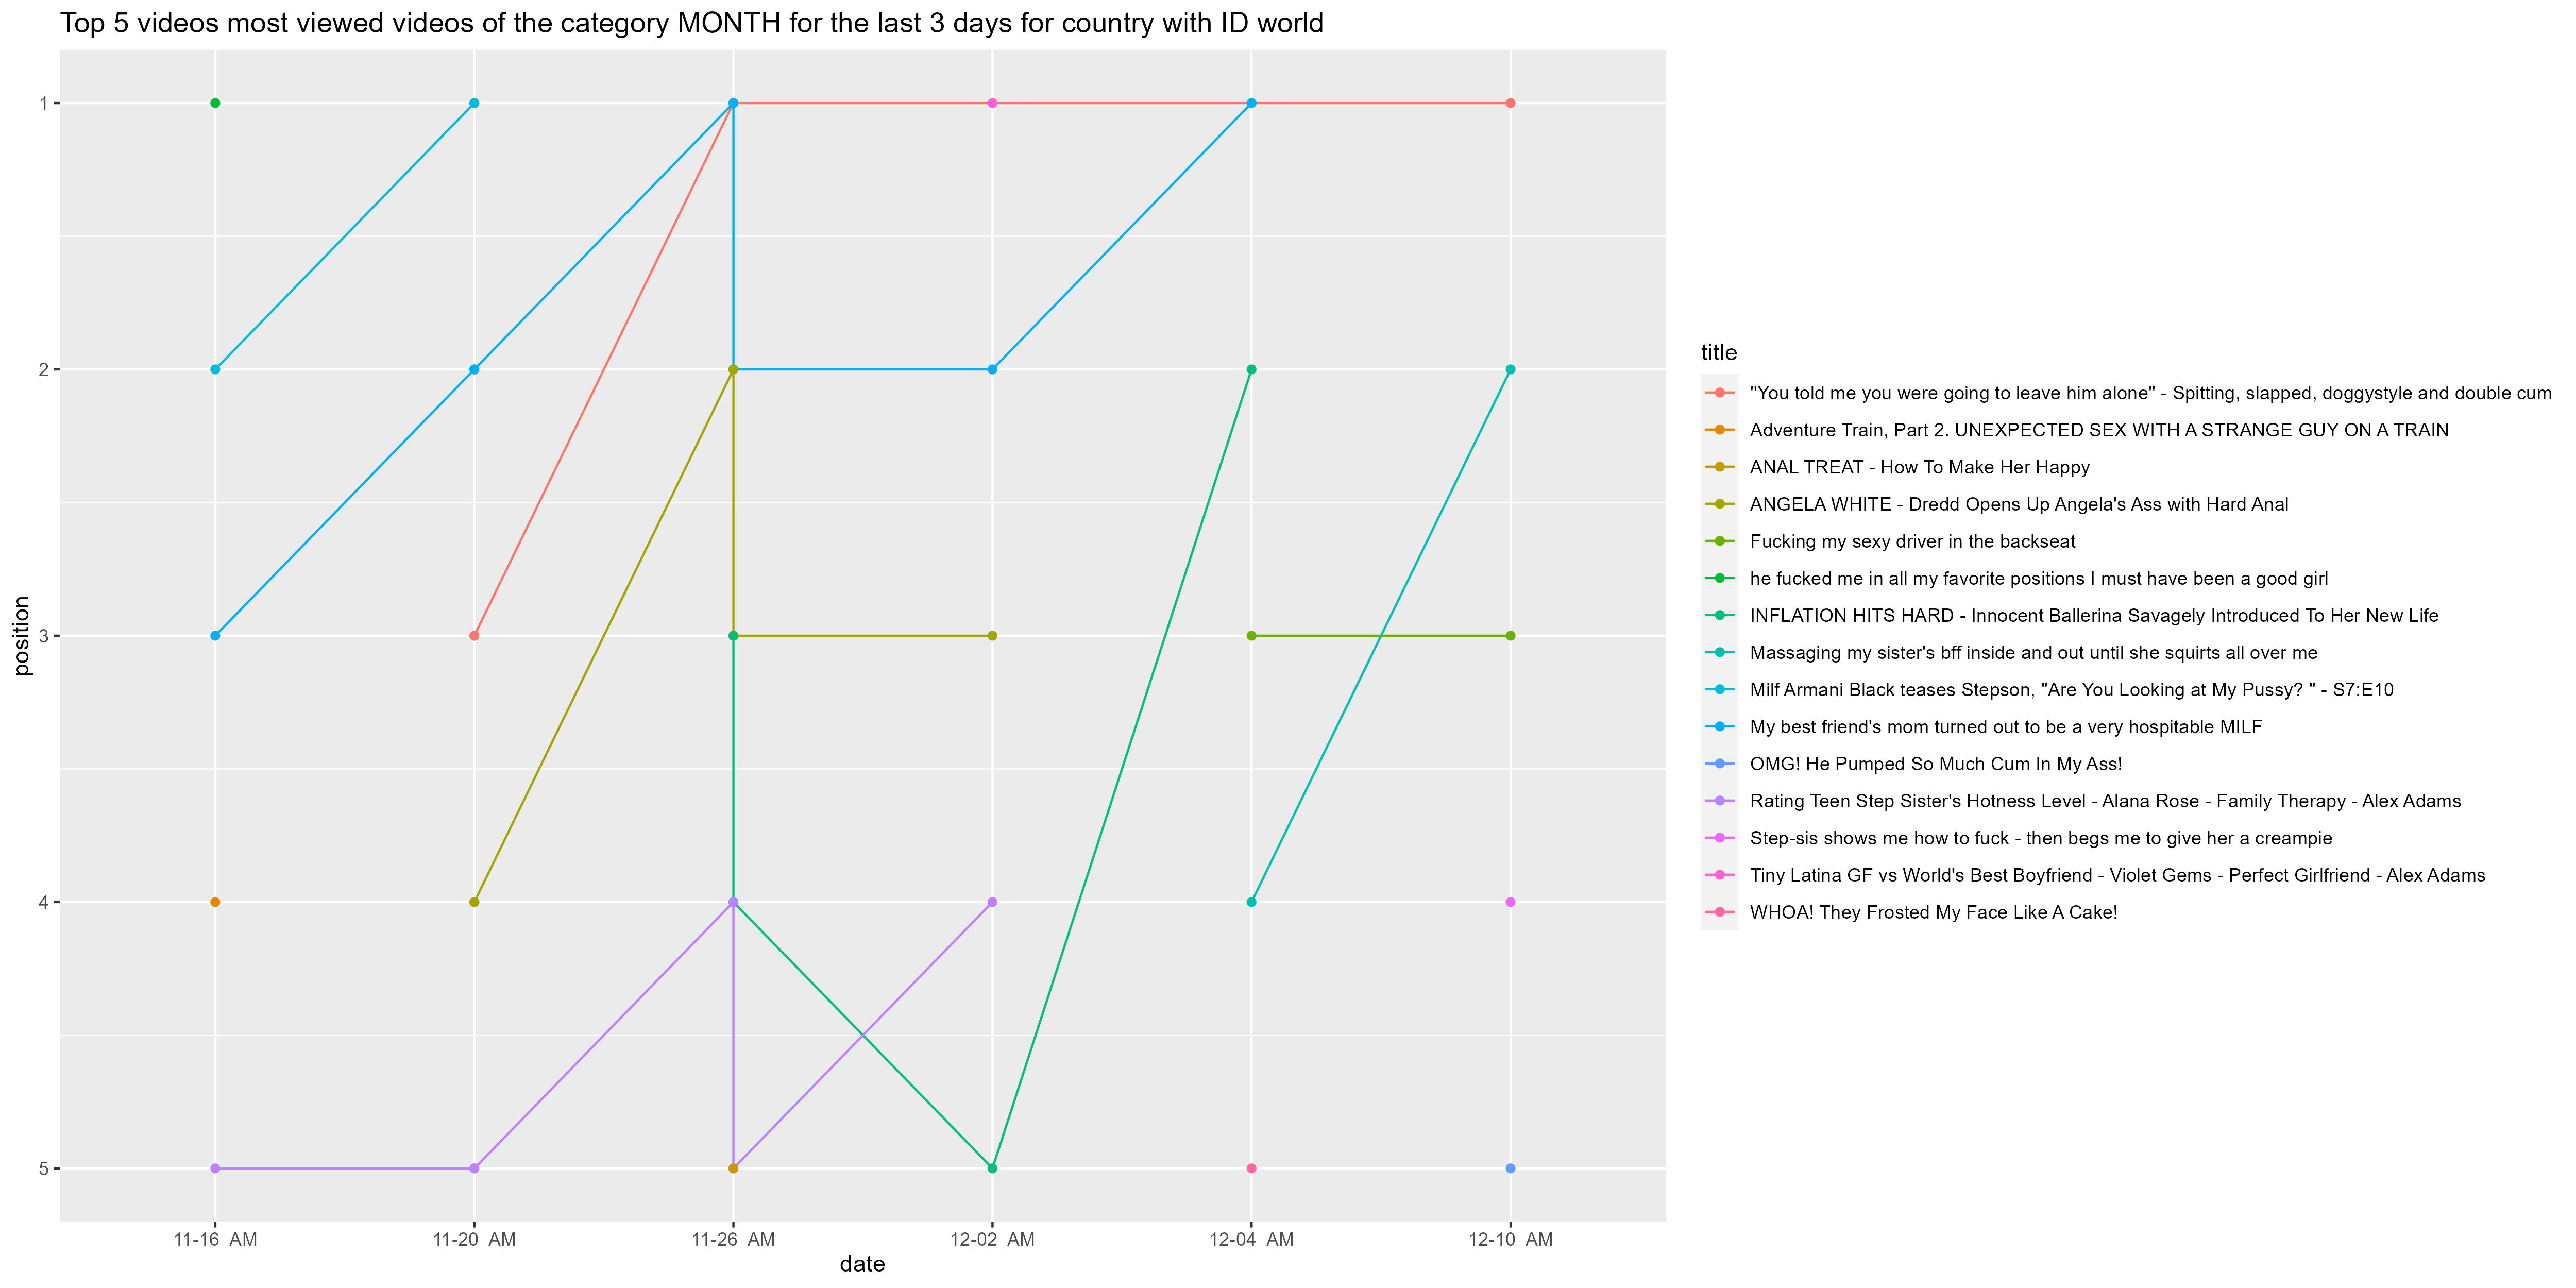 Top 5 videos most viewed videos of the category MONTH for the last 3 days for country with ID world
position
1
2
3
4
5
11-16  AM
11-20  AM
11-26  AM
12-02  AM
12-04  AM
12-10  AM
date
title
"You told me you were going to leave him alone" - Spitting, slapped, doggystyle and double cum
Adventure Train, Part 2. UNEXPECTED SEX WITH A STRANGE GUY ON A TRAIN
ANAL TREAT - How To Make Her Happy
ANGELA WHITE - Dredd Opens Up Angela's Ass with Hard Anal
Fucking my sexy driver in the backseat
he fucked me in all my favorite positions I must have been a good girl
INFLATION HITS HARD - Innocent Ballerina Savagely Introduced To Her New Life
Massaging my sister's bff inside and out until she squirts all over me
Milf Armani Black teases Stepson, "Are You Looking at My Pussy? " - S7:E10
My best friend's mom turned out to be a very hospitable MILF
OMG! He Pumped So Much Cum In My Ass!
Rating Teen Step Sister's Hotness Level - Alana Rose - Family Therapy - Alex Adams
Step-sis shows me how to fuck - then begs me to give her a creampie
Tiny Latina GF vs World's Best Boyfriend - Violet Gems - Perfect Girlfriend - Alex Adams
WHOA! They Frosted My Face Like A Cake!